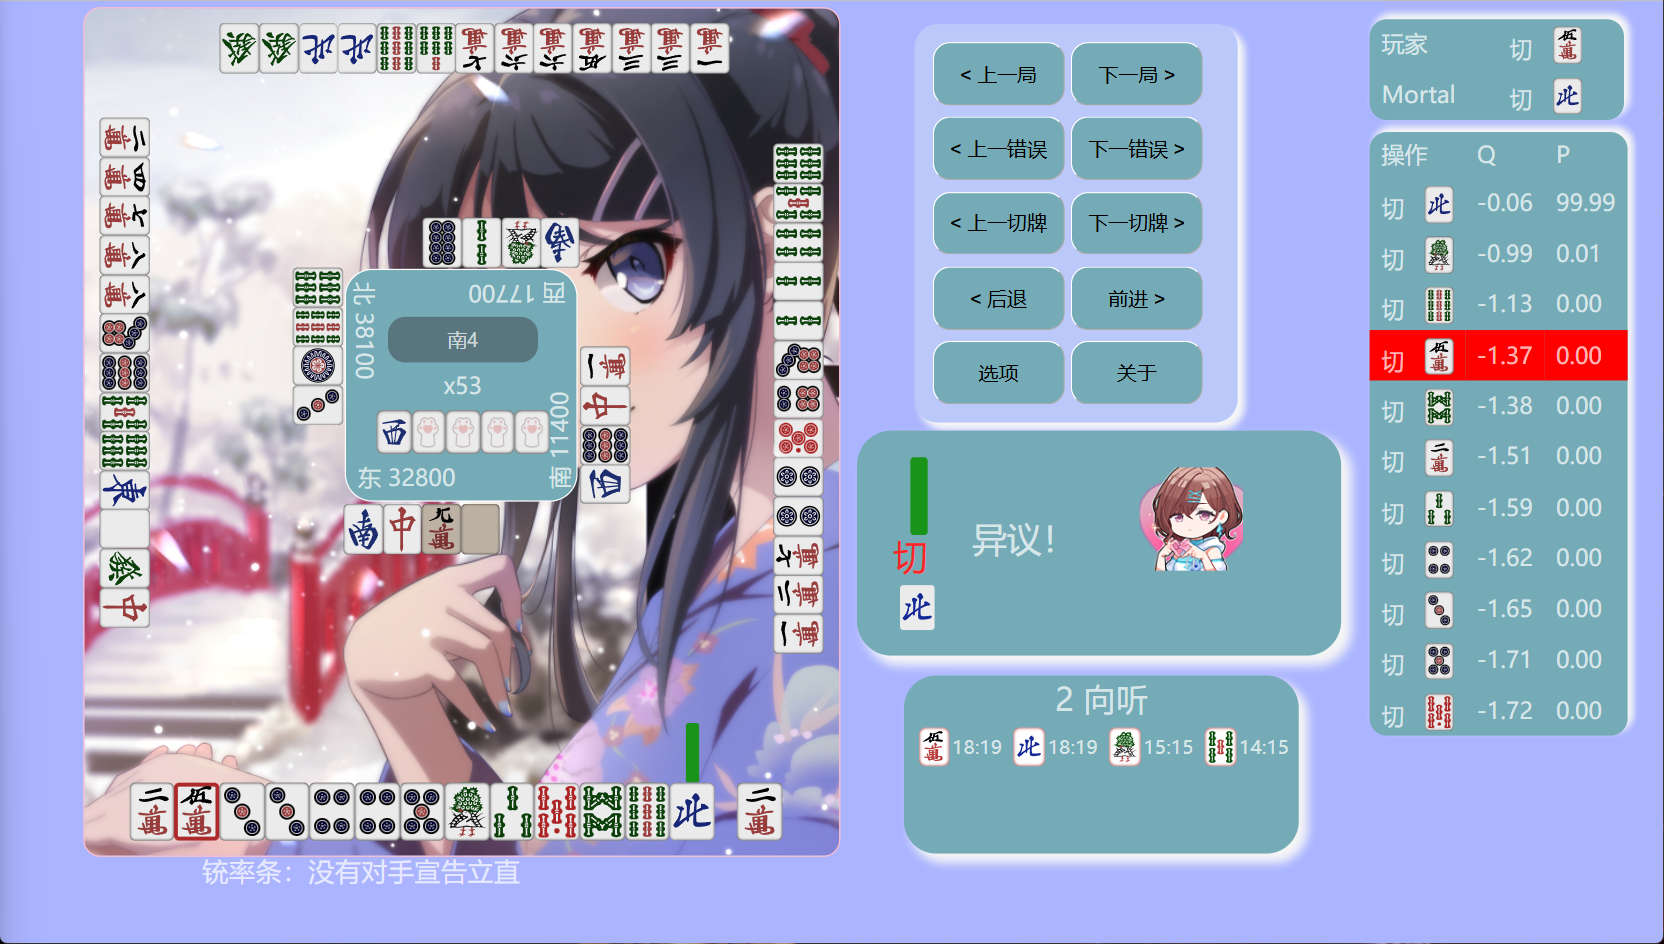 西 17700
北 38100
南4
x53
南 11400
东 32800
铳率条：没有对手宣告立直
< 上一局
下一局 >
< 上一错误
下一错误 >
< 上一切牌
下一切牌 >
< 后退
前进 >
选项
关于
切
异议！
2 向听
18:19
18:19
15:15
14:15
玩家 切
Mortal 切
操作 Q P
切 -0.06 99.99
切 -0.99 0.01
切 -1.13 0.00
切 -1.37 0.00
切 -1.38 0.00
切 -1.51 0.00
切 -1.59 0.00
切 -1.62 0.00
切 -1.65 0.00
切 -1.71 0.00
切 -1.72 0.00